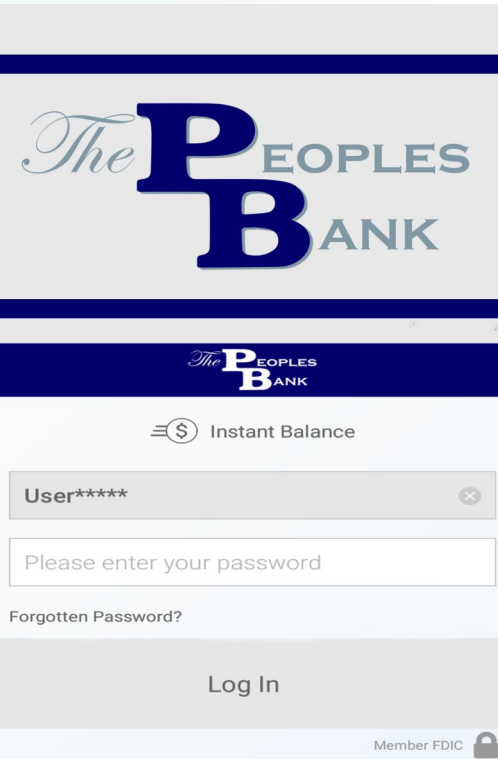 The PEOPLES
BANK
The PEOPLES
BANK
$ Instant Balance
User*****
Please enter your password
Forgotten Password?
Log In
Member FDIC